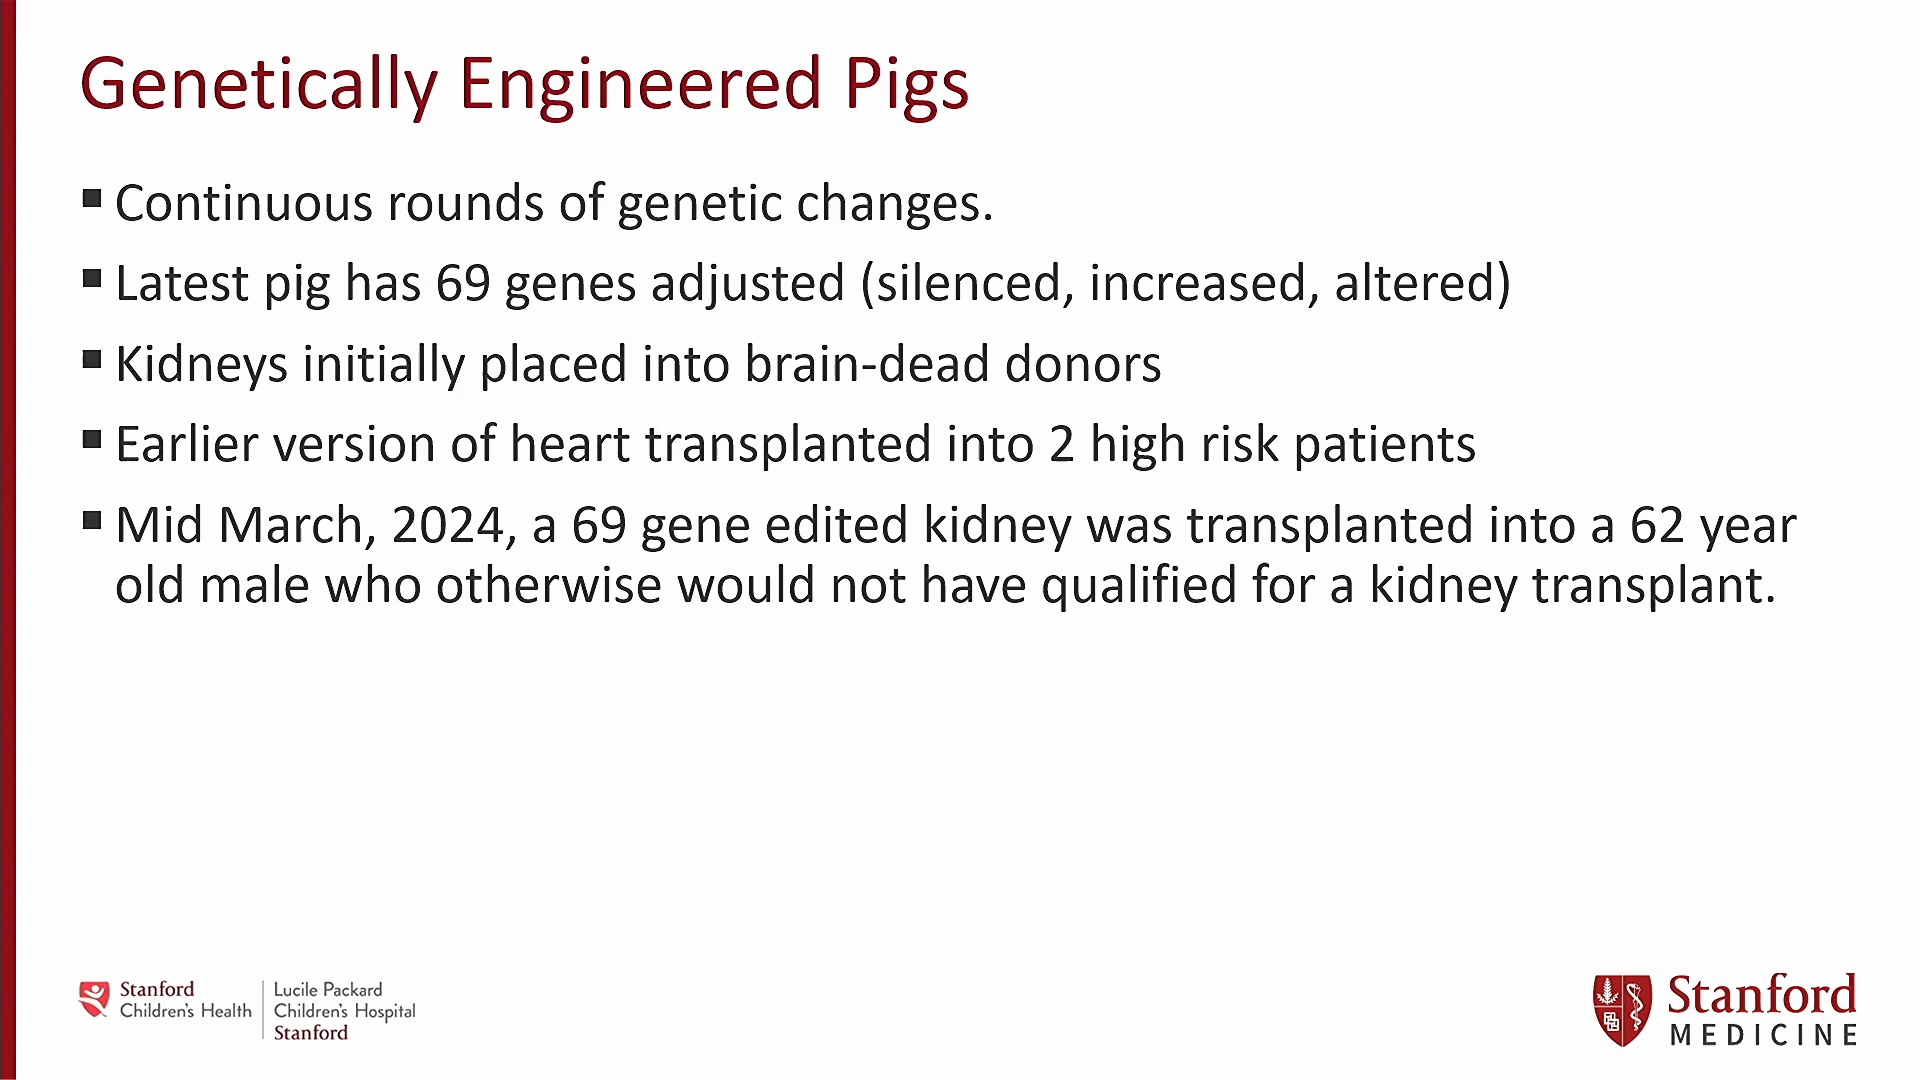 Genetically Engineered Pigs
▪ Continuous rounds of genetic changes.
▪ Latest pig has 69 genes adjusted (silenced, increased, altered)
▪ Kidneys initially placed into brain-dead donors
▪ Earlier version of heart transplanted into 2 high risk patients
▪ Mid March, 2024, a 69 gene edited kidney was transplanted into a 62 year
old male who otherwise would not have qualified for a kidney transplant.
Stanford
Children's Health
Lucile Packard
Children's Hospital
Stanford
Stanford
MEDICINE